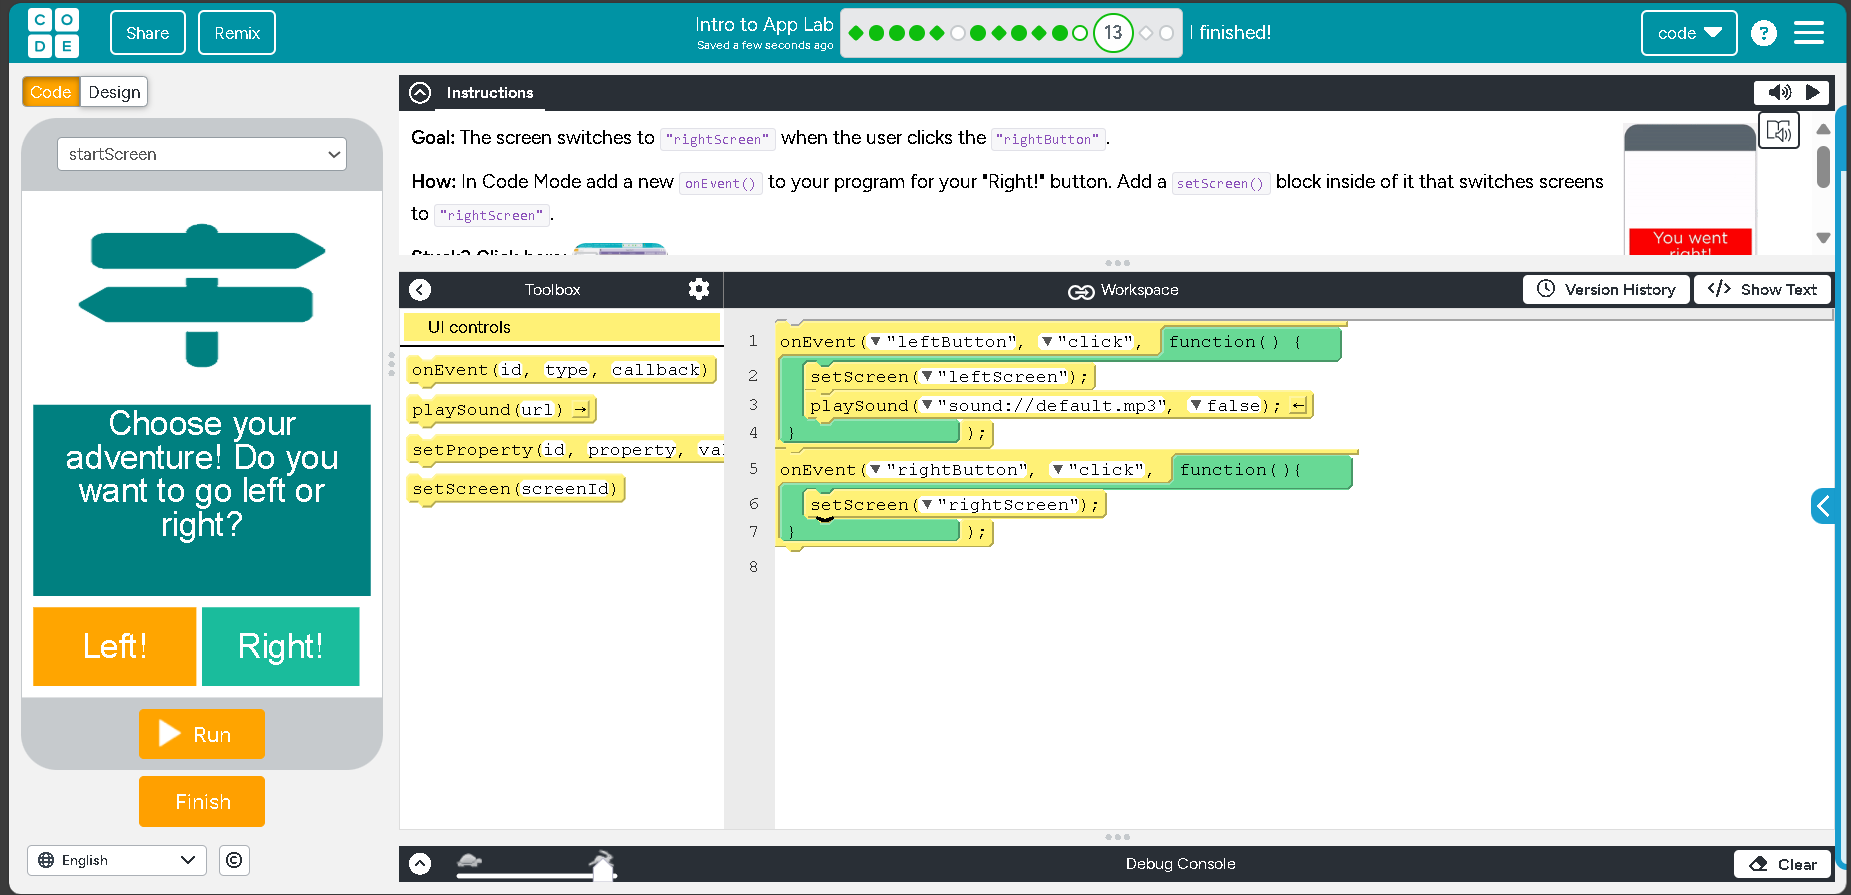 CODE
Share
Remix
Intro to App Lab
Saved a few seconds ago
13
I finished!
code
?
Code
Design
startScreen
Choose your
adventure! Do you
want to go left or
right?
Left!
Right!
Run
Finish
English
©
Instructions
Goal: The screen switches to "rightScreen" when the user clicks the "rightButton".
How: In Code Mode add a new onEvent() to your program for your "Right!" button. Add a setScreen() block inside of it that switches screens
to "rightScreen".
Stuck? Click here:
You went
right!
Toolbox
Workspace
Version History
</> Show Text
UI controls
onEvent(id, type, callback)
playSound(url) →
setProperty(id, property, val
setScreen(screenId)
1 onEvent(▼"leftButton", ▼"click", function() {
2 setScreen(▼"leftScreen");
3 playSound(▼"sound://default.mp3", ▼false); ←
4 } );
5 onEvent(▼"rightButton", ▼"click", function(){
6 setScreen(▼"rightScreen");
7 } );
8
Debug Console
Clear